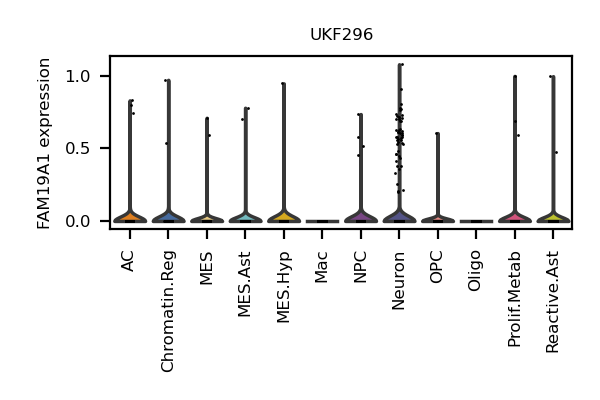 UKF296
FAM19A1 expression
1.0
0.5
0.0
AC
Chromatin.Reg
MES
MES.Ast
MES.Hyp
Mac
NPC
Neuron
OPC
Oligo
Prolif.Metab
Reactive.Ast